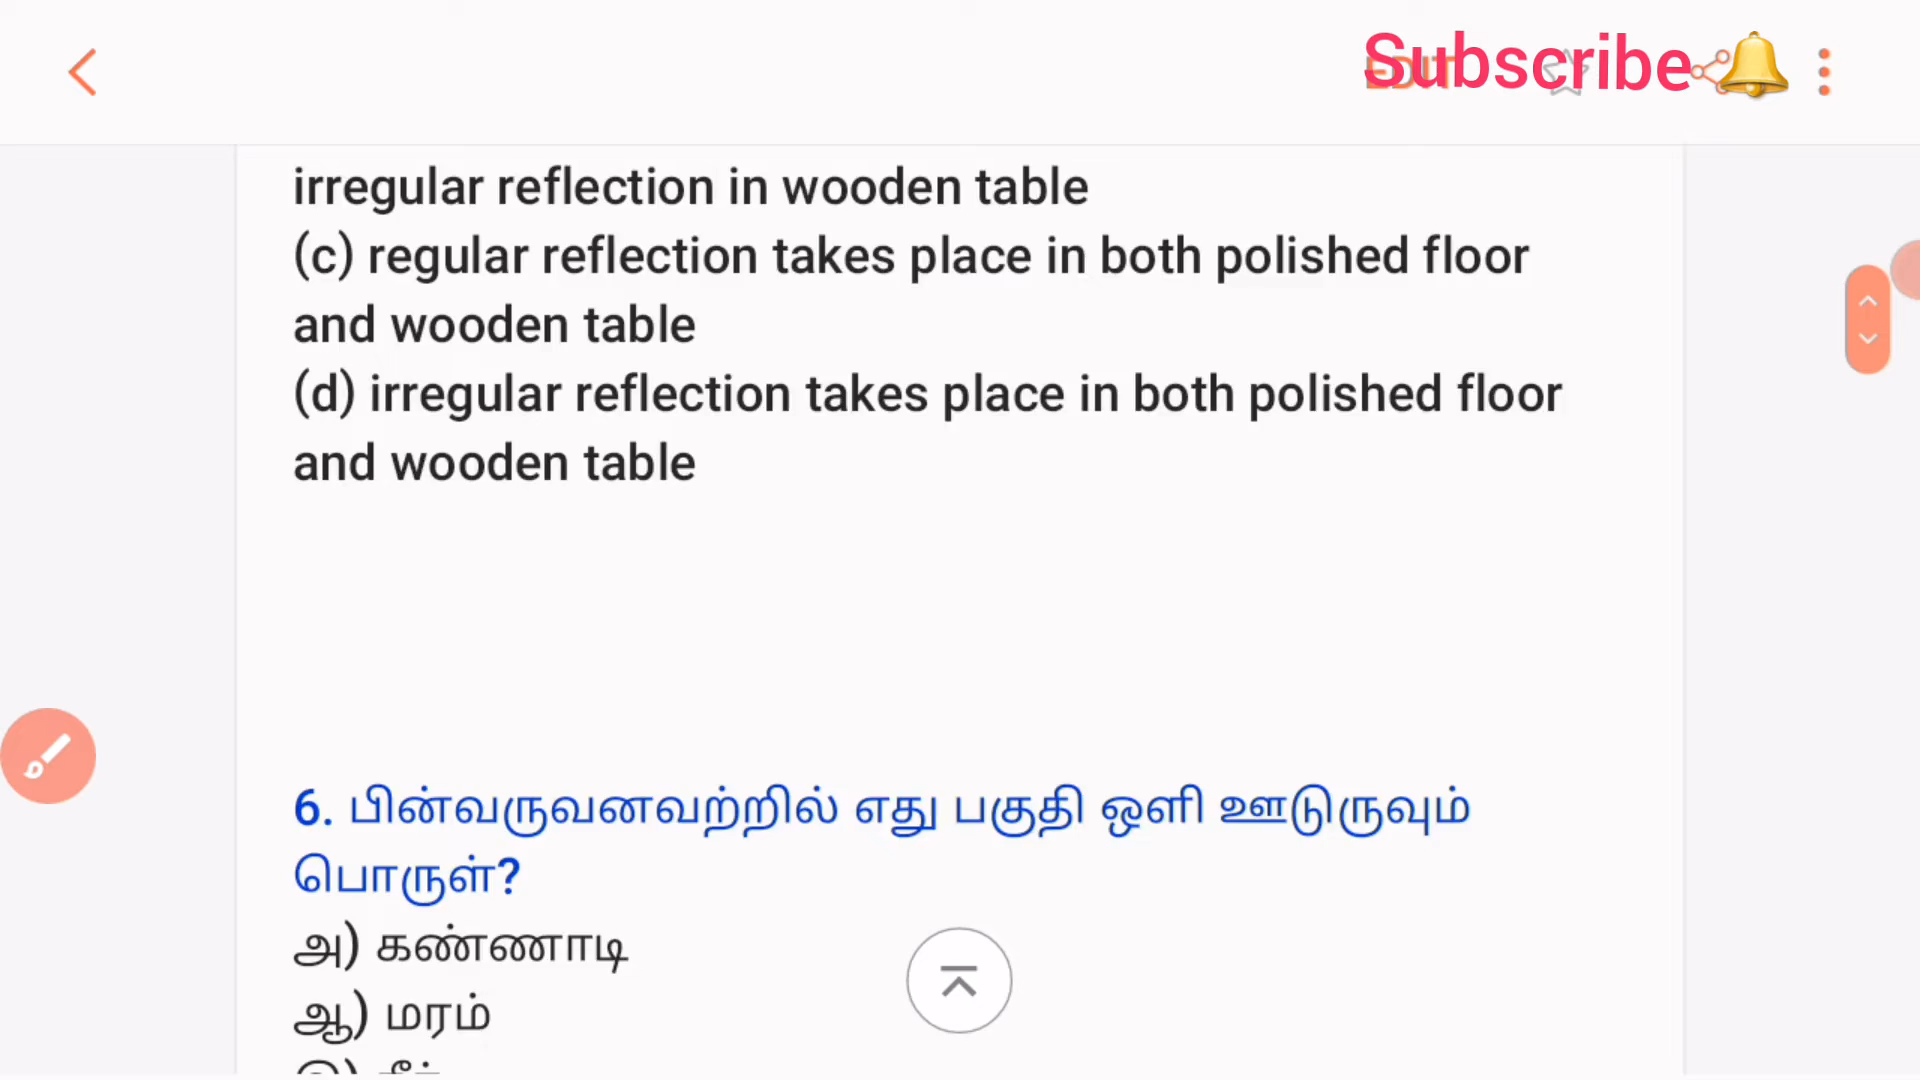 Subscribe🔔
EDIT
irregular reflection in wooden table
(c) regular reflection takes place in both polished floor
and wooden table
(d) irregular reflection takes place in both polished floor
and wooden table
6. பின்வருவனவற்றில் எது பகுதி ஒளி ஊடுருவும்
பொருள்?
அ) கண்ணாடி
ஆ) மரம்